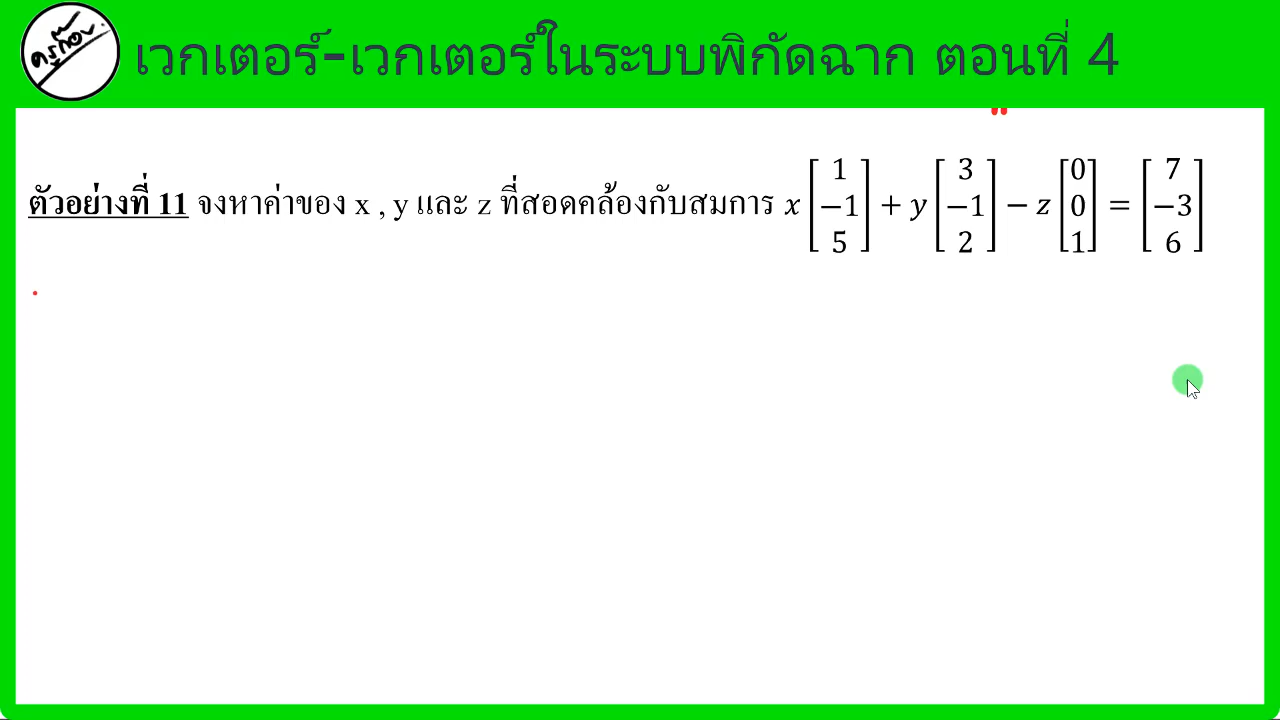 ครูก๊อบ
เวกเตอร์-เวกเตอร์ในระบบพิกัดฉาก ตอนที่ 4
ตัวอย่างที่ 11 จงหาค่าของ x , y และ z ที่สอดคล้องกับสมการ x [1 -1 5] + y [3 -1 2] − z [0 0 1] = [7 -3 6]